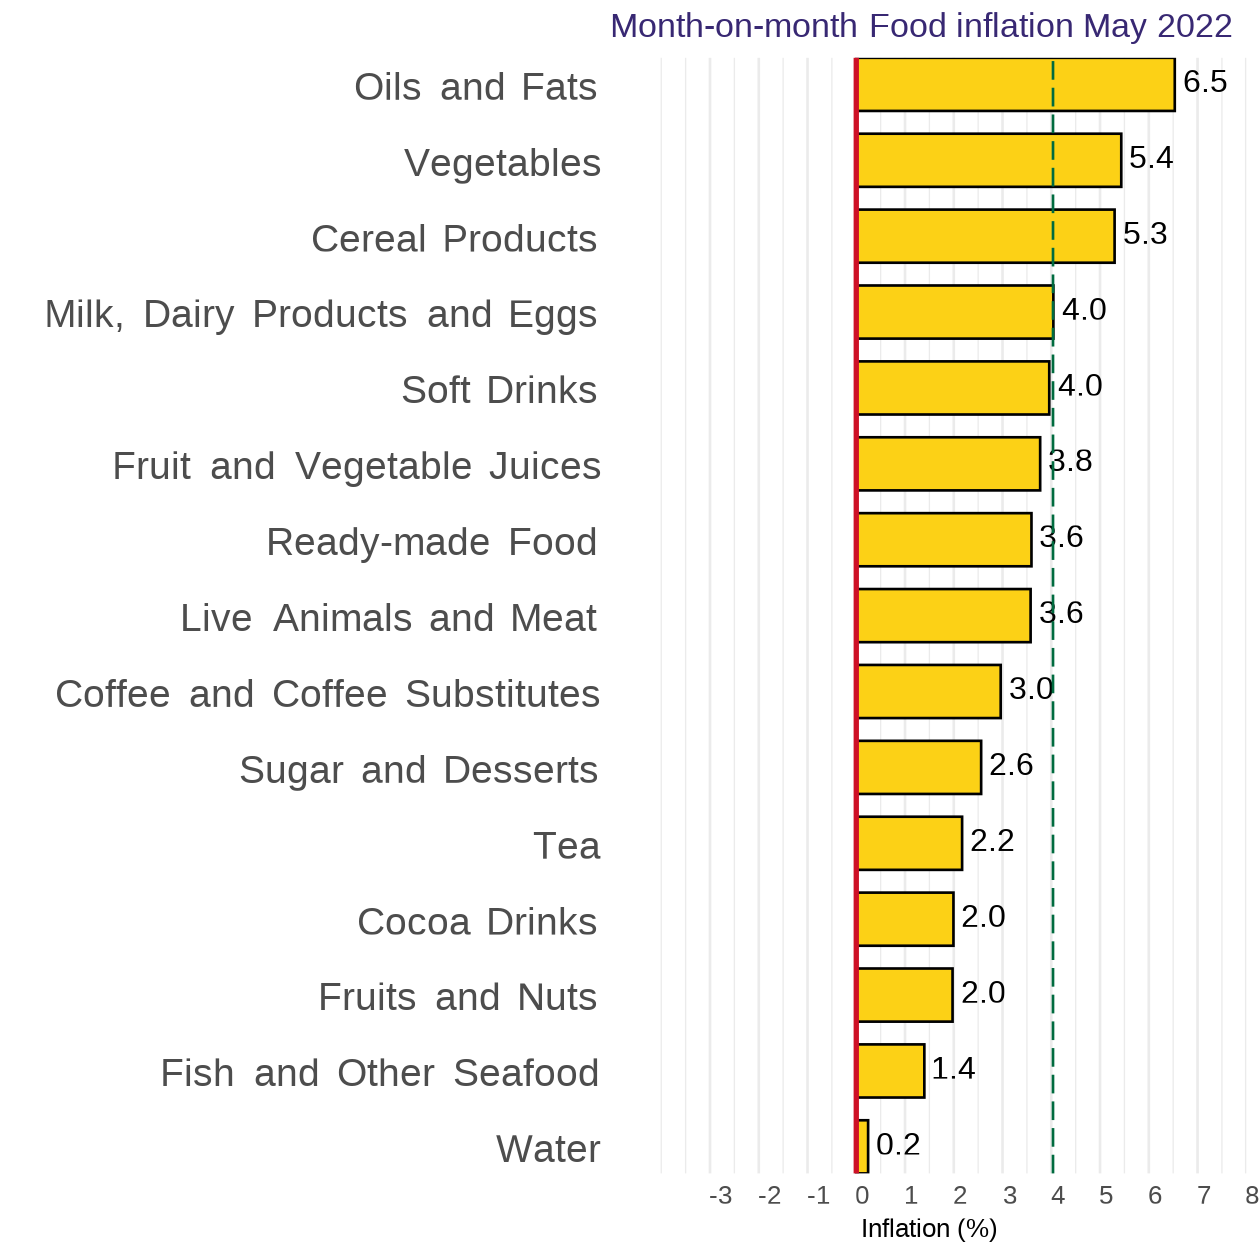 Month-on-month Food inflation May 2022
Oils and Fats 6.5
Vegetables 5.4
Cereal Products 5.3
Milk, Dairy Products and Eggs 4.0
Soft Drinks 4.0
Fruit and Vegetable Juices 3.8
Ready-made Food 3.6
Live Animals and Meat 3.6
Coffee and Coffee Substitutes 3.0
Sugar and Desserts 2.6
Tea 2.2
Cocoa Drinks 2.0
Fruits and Nuts 2.0
Fish and Other Seafood 1.4
Water 0.2
-3 -2 -1 0 1 2 3 4 5 6 7 8
Inflation (%)